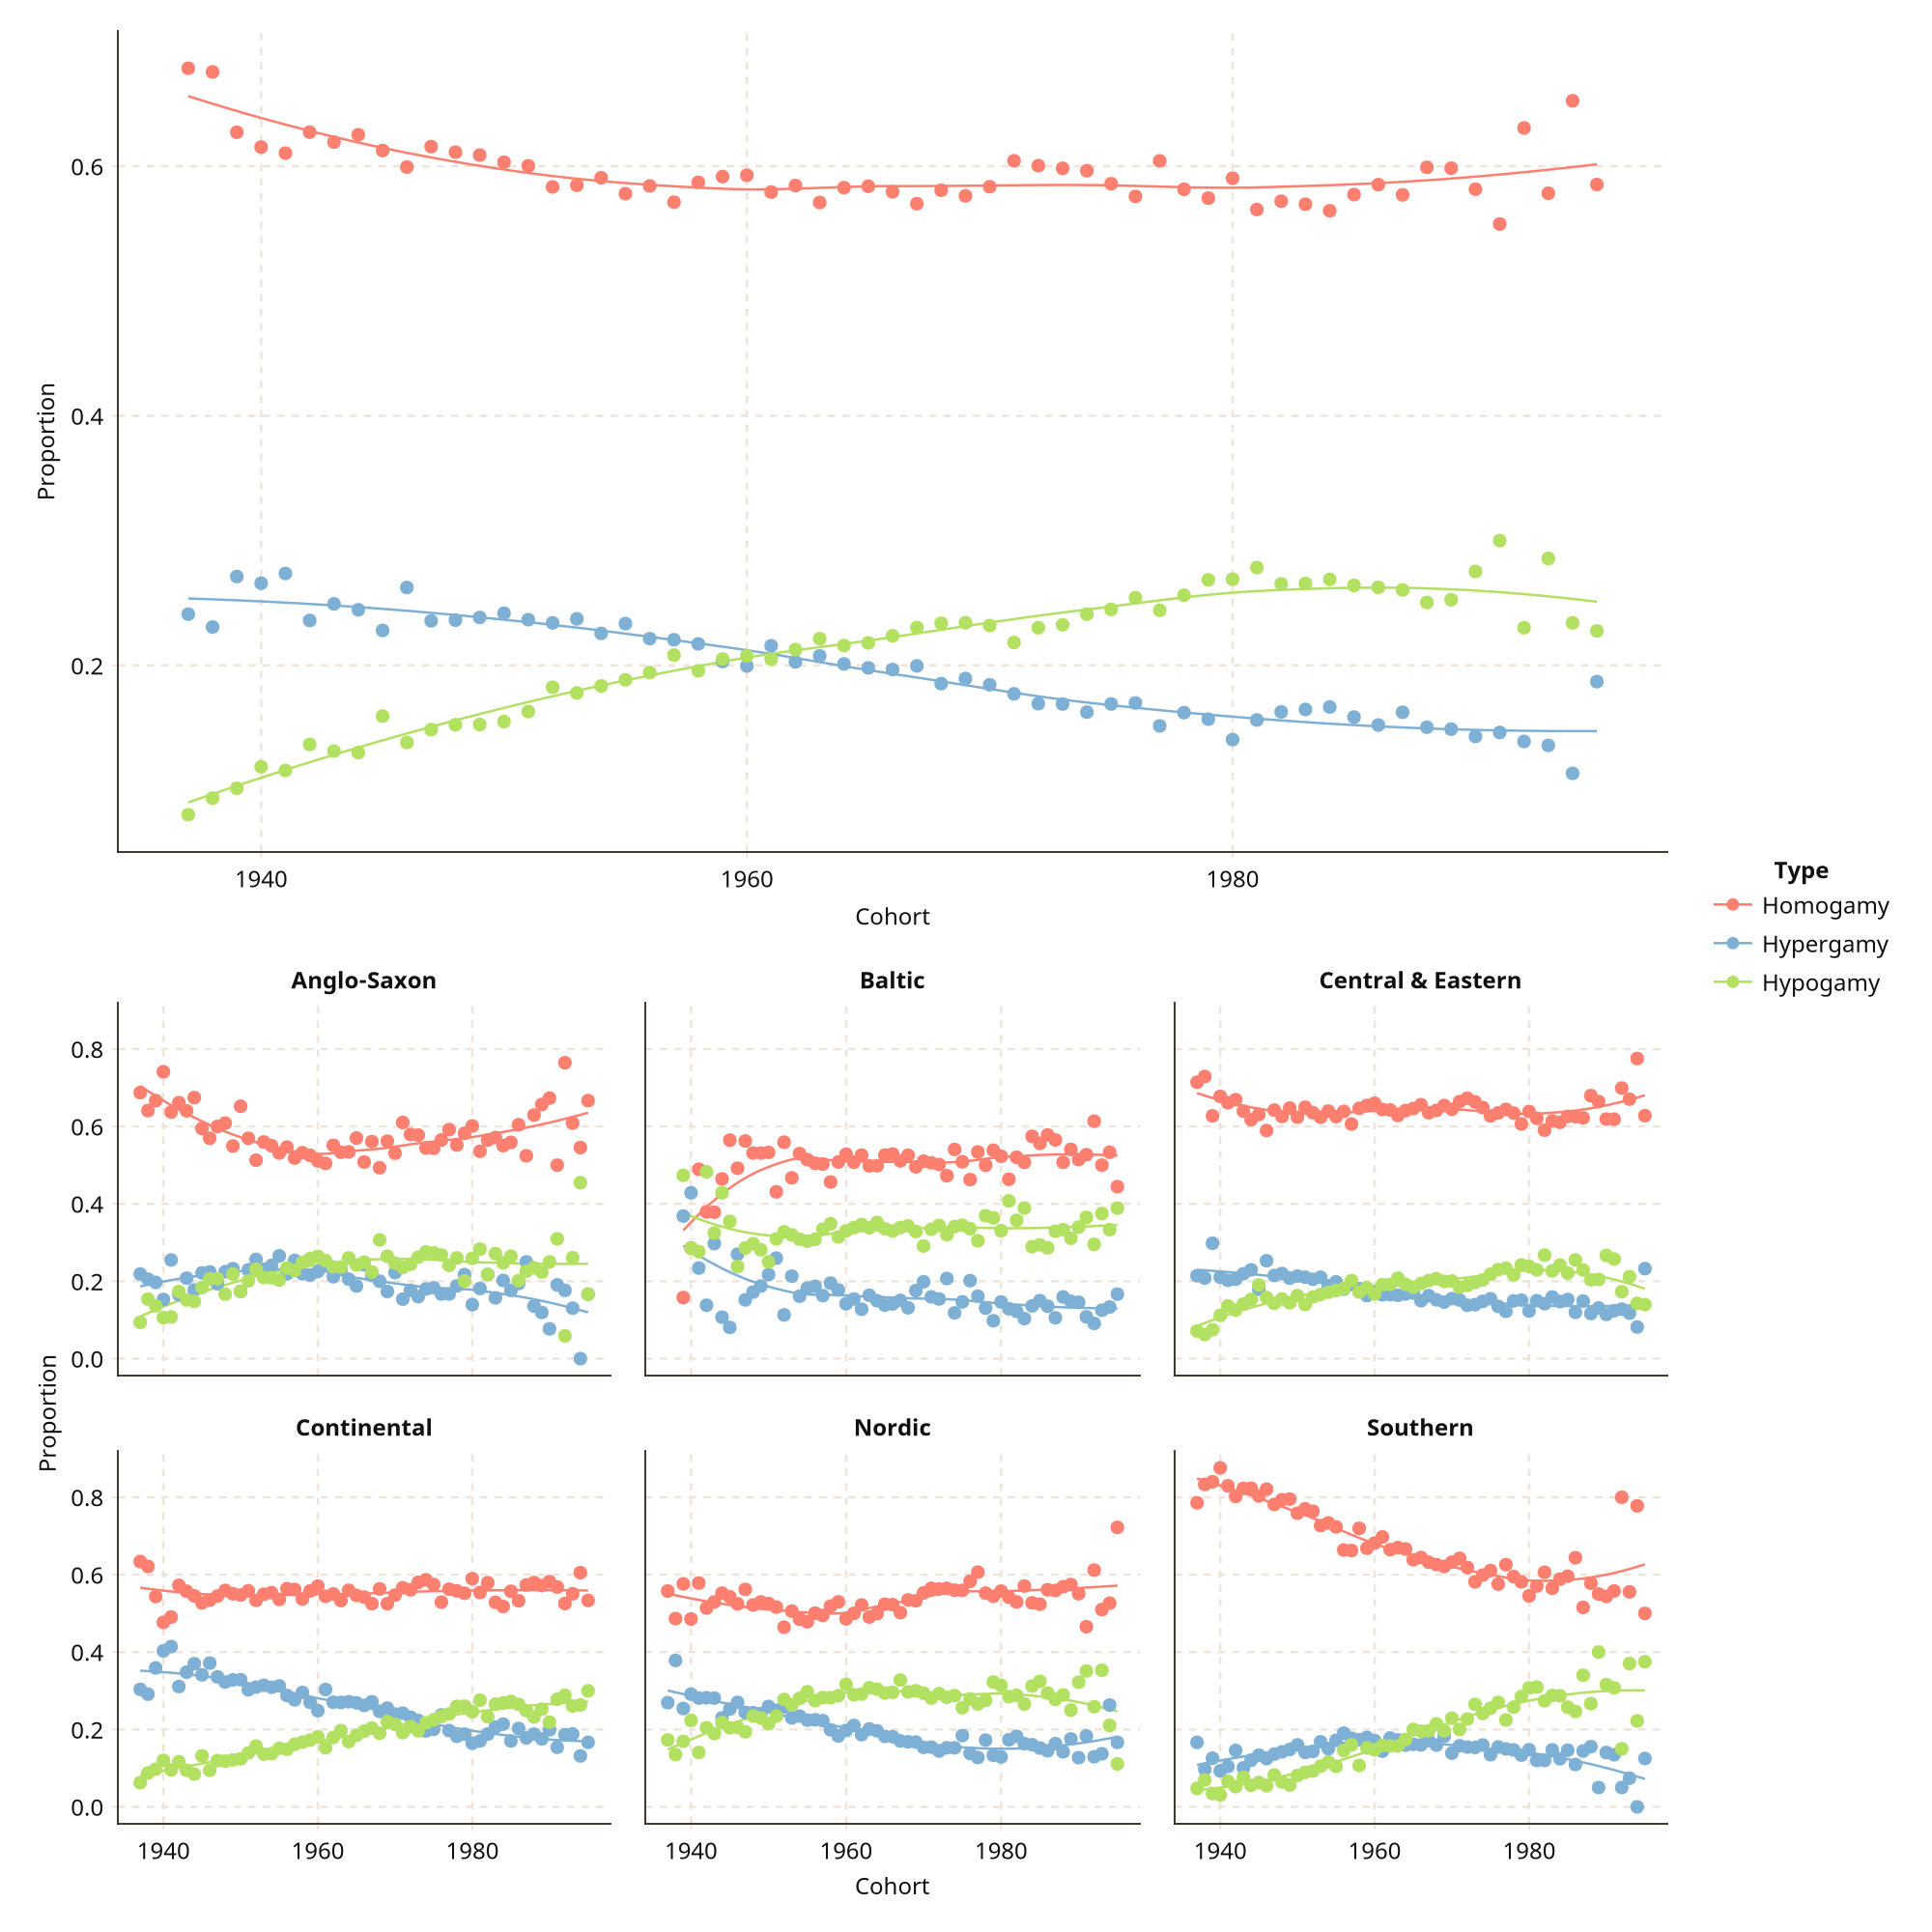 0.6
0.4
0.2
Proportion
1940 1960 1980
Cohort
Type
Homogamy
Hypergamy
Hypogamy
Anglo-Saxon Baltic Central & Eastern
0.8
0.6
0.4
0.2
0.0
Proportion
Continental Nordic Southern
0.8
0.6
0.4
0.2
0.0
1940 1960 1980 1940 1960 1980 1940 1960 1980
Cohort